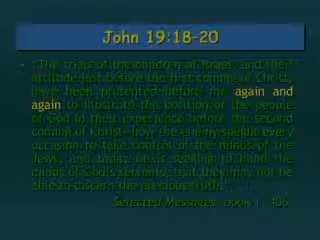 John 19:18-20
• "The trials of the children of Israel, and their
attitude just before the first coming of Christ,
have been presented before me again and
again to illustrate the position of the people
of God in their experience before the second
coming of Christ—how the enemy sought every
occasion to take control of the minds of the
Jews, and today he is seeking to blind the
minds of God's servants, that they may not be
able to discern the precious truth."
Selected Messages, book 1, 406